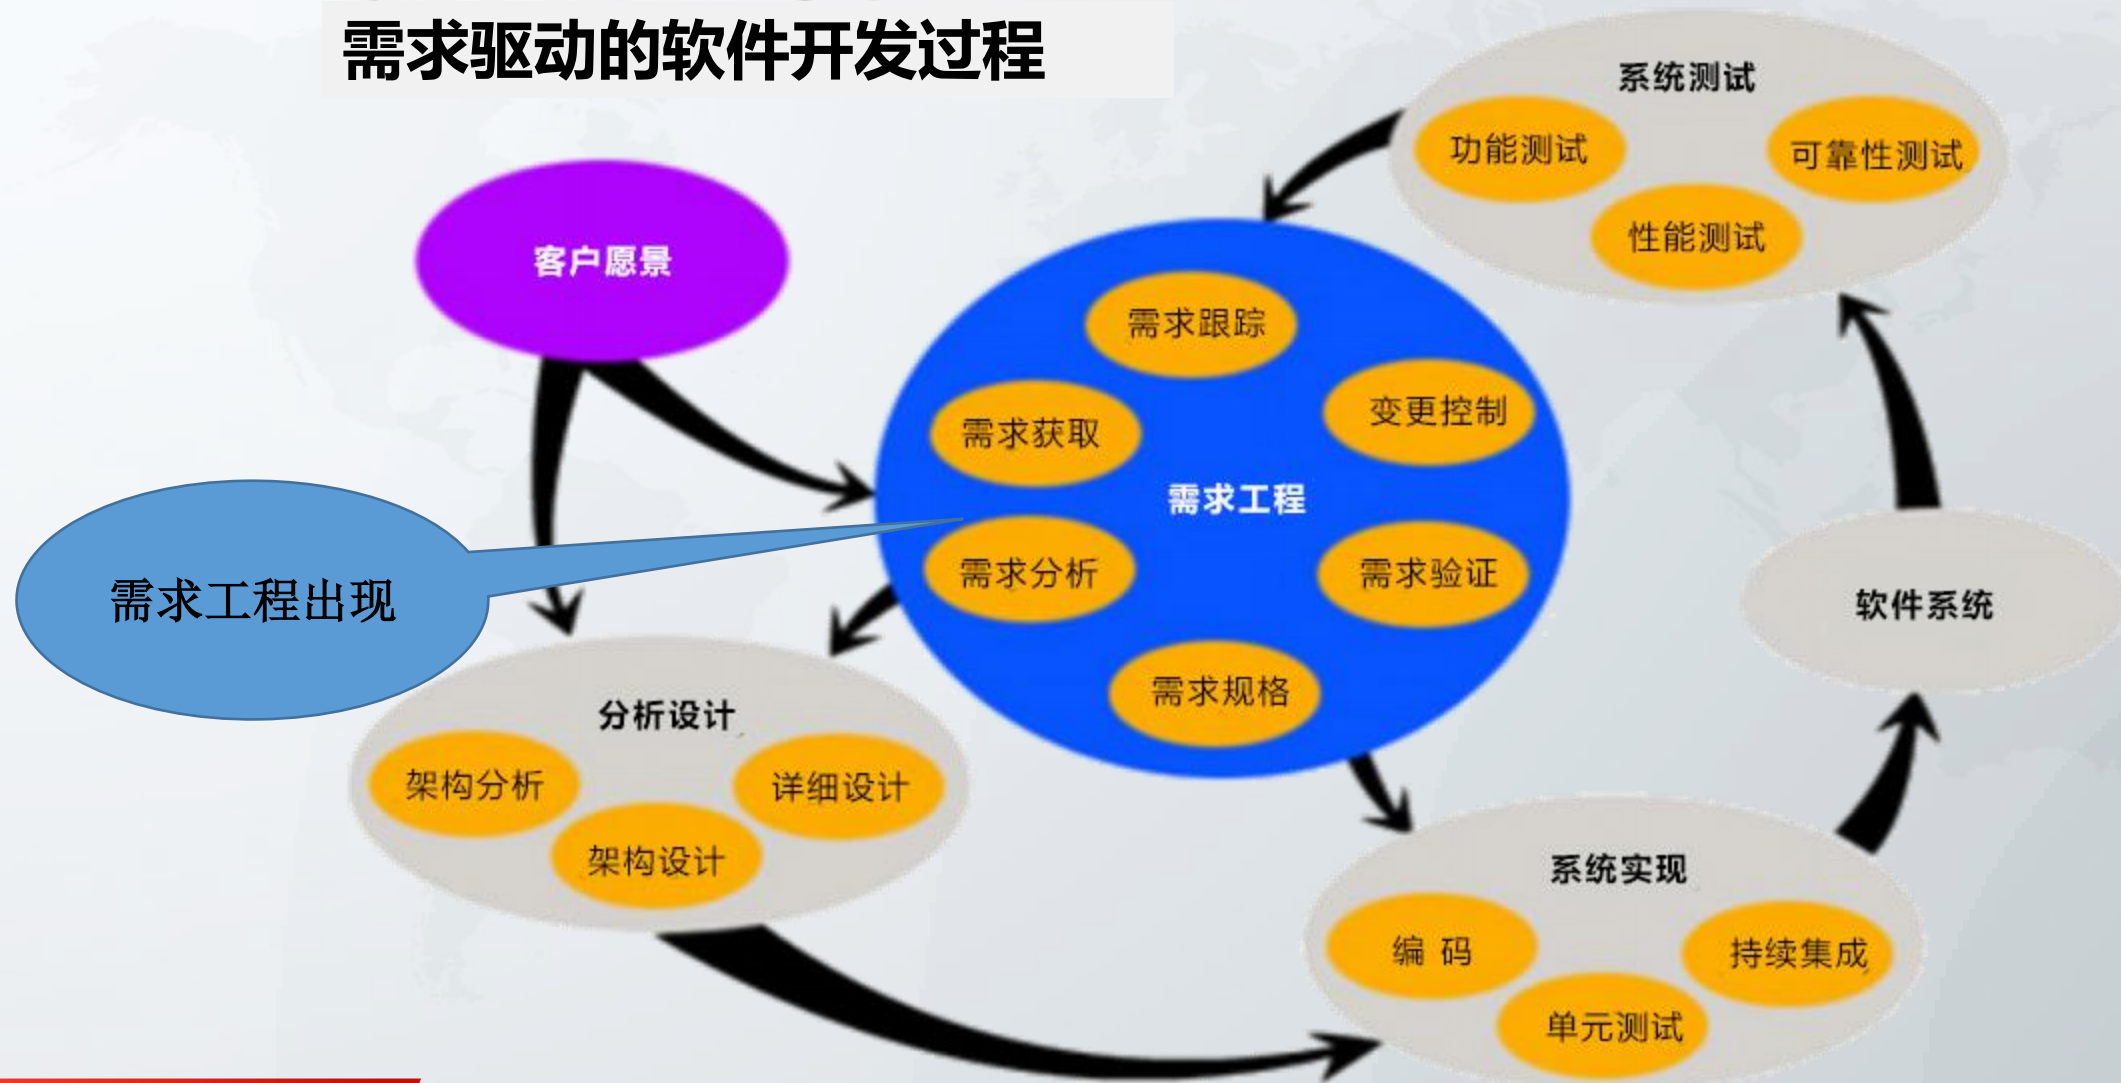 需求驱动的软件开发过程
系统测试
功能测试
可靠性测试
性能测试
客户愿景
需求跟踪
变更控制
需求获取
需求工程
需求分析
需求验证
需求规格
需求工程出现
软件系统
分析设计
架构分析
详细设计
架构设计
系统实现
编 码
持续集成
单元测试